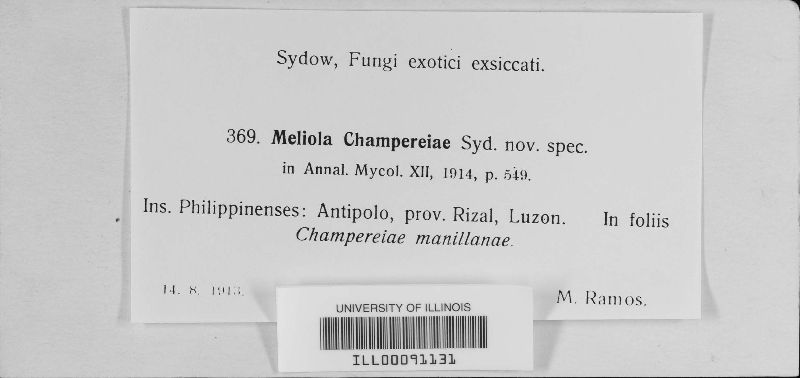 Sydow, Fungi exotici exsiccati.
369. Meliola Champereiae Syd. nov. spec.
in Annal. Mycol. XII, 1914, p. 549.
Ins. Philippinenses: Antipolo, prov. Rizal, Luzon. In foliis
Champereiae manillanae.
14. 8. 1913. M. Ramos.
UNIVERSITY OF ILLINOIS
ILL00091131